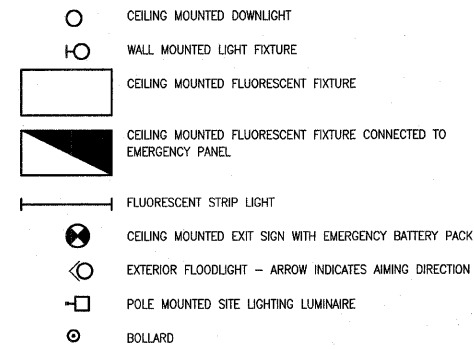 CEILING MOUNTED DOWNLIGHT
WALL MOUNTED LIGHT FIXTURE
CEILING MOUNTED FLUORESCENT FIXTURE
CEILING MOUNTED FLUORESCENT FIXTURE CONNECTED TO
EMERGENCY PANEL
FLUORESCENT STRIP LIGHT
CEILING MOUNTED EXIT SIGN WITH EMERGENCY BATTERY PACK
EXTERIOR FLOODLIGHT – ARROW INDICATES AIMING DIRECTION
POLE MOUNTED SITE LIGHTING LUMINAIRE
BOLLARD